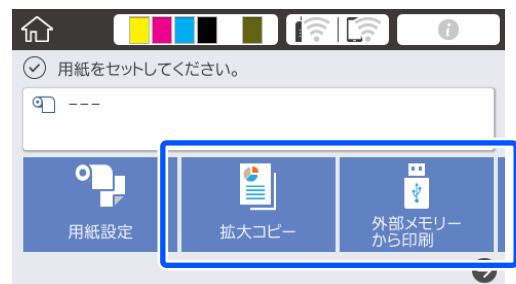 i
用紙をセットしてください。
---
用紙設定
拡大コピー
外部メモリー
から印刷